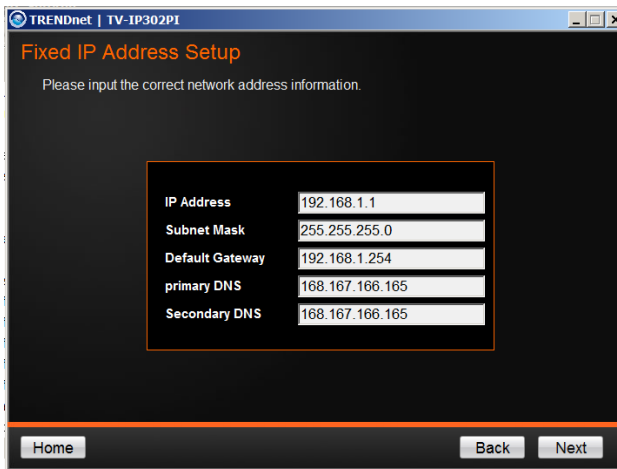 TRENDnet | TV-IP302PI
Fixed IP Address Setup
Please input the correct network address information.
IP Address 192.168.1.1
Subnet Mask 255.255.255.0
Default Gateway 192.168.1.254
primary DNS 168.167.166.165
Secondary DNS 168.167.166.165
Home Back Next